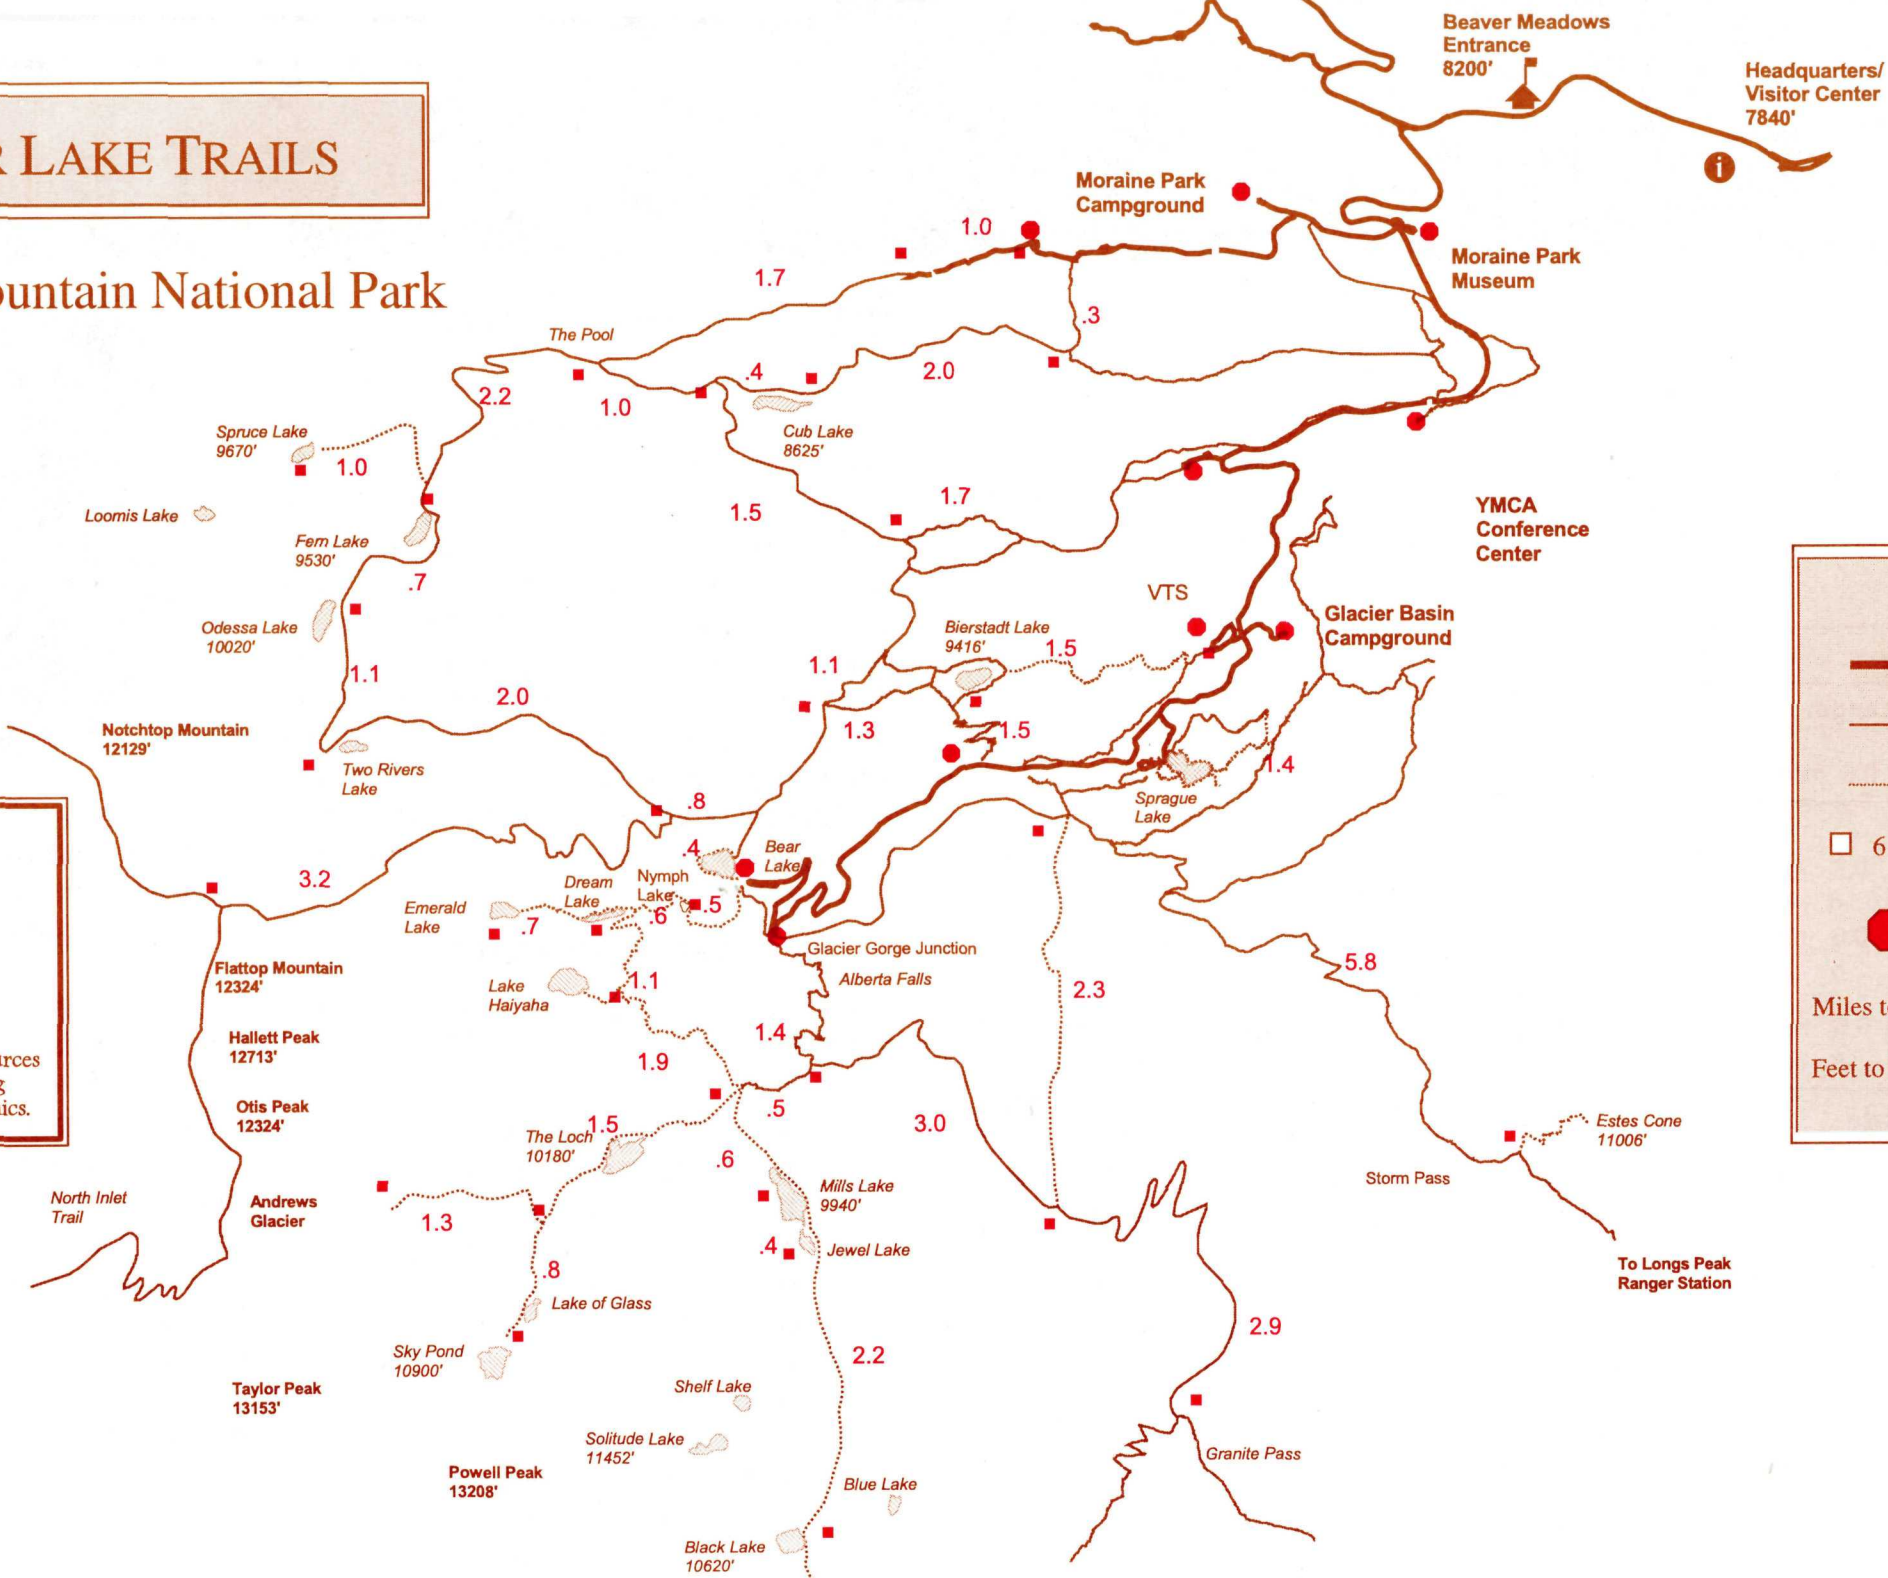 Beaver Meadows
Entrance
8200'
Headquarters/
Visitor Center
7840'
i
LAKE TRAILS
Moraine Park
Campground
1.0
Moraine Park
Museum
1.7
National Park
.3
The Pool
.4
2.0
2.2
1.0
Spruce Lake
9670'
1.0
Cub Lake
8625'
Loomis Lake
1.5
1.7
YMCA
Conference
Center
Fern Lake
9530'
.7
VTS
Glacier Basin
Campground
Odessa Lake
10020'
Bierstadt Lake
9416'
1.5
1.1
1.1
2.0
1.3
1.5
Notchtop Mountain
12129'
Two Rivers
Lake
1.4
Sprague
Lake
.8
.4
Bear
Lake
3.2
Dream
Lake
Nymph
Lake
.5
.6
Emerald
Lake
.7
6
Glacier Gorge Junction
Alberta Falls
5.8
Flattop Mountain
12324'
Lake
Haiyaha
1.1
2.3
Miles
Feet to
Hallett Peak
12713'
1.4
1.9
Otis Peak
12324'
.5
3.0
1.5
The Loch
10180'
.6
Estes Cone
11006'
Storm Pass
North Inlet
Trail
Andrews
Glacier
1.3
Mills Lake
9940'
.4
Jewel Lake
.8
To Longs Peak
Ranger Station
Lake of Glass
2.9
Sky Pond
10900'
2.2
Taylor Peak
13153'
Shelf Lake
Solitude Lake
11452'
Granite Pass
Powell Peak
13208'
Blue Lake
Black Lake
10620'